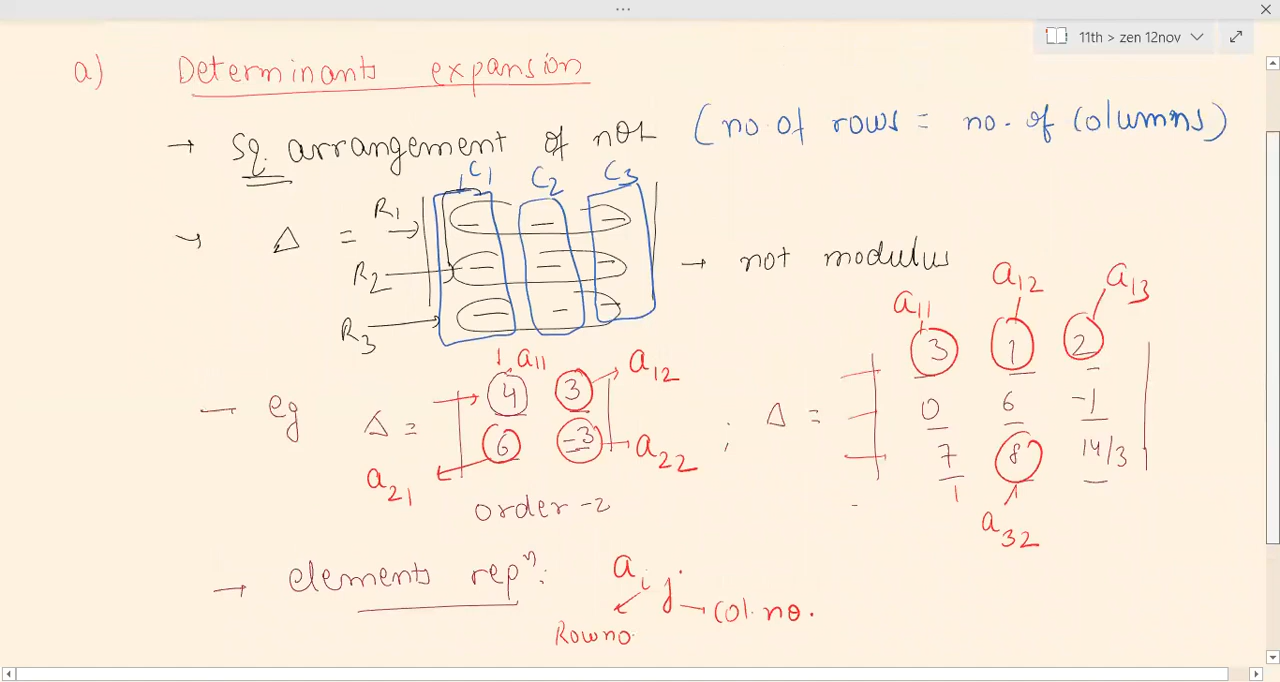 11th > zen 12nov
a) Determinants expansion
→ Sq. arrangement of no's (no. of rows = no. of columns)
C1 C2 C3
→ Δ = R1 → not modulus
R2
R3
a11 a12 a13
a11 a12
→ eg Δ = 4 3 ; Δ = 3 1 2
6 -3 0 6 -1
a21 a22 7 8 14/3
order -2 a32
→ elements rep^n: a i j → col. no.
Row no.